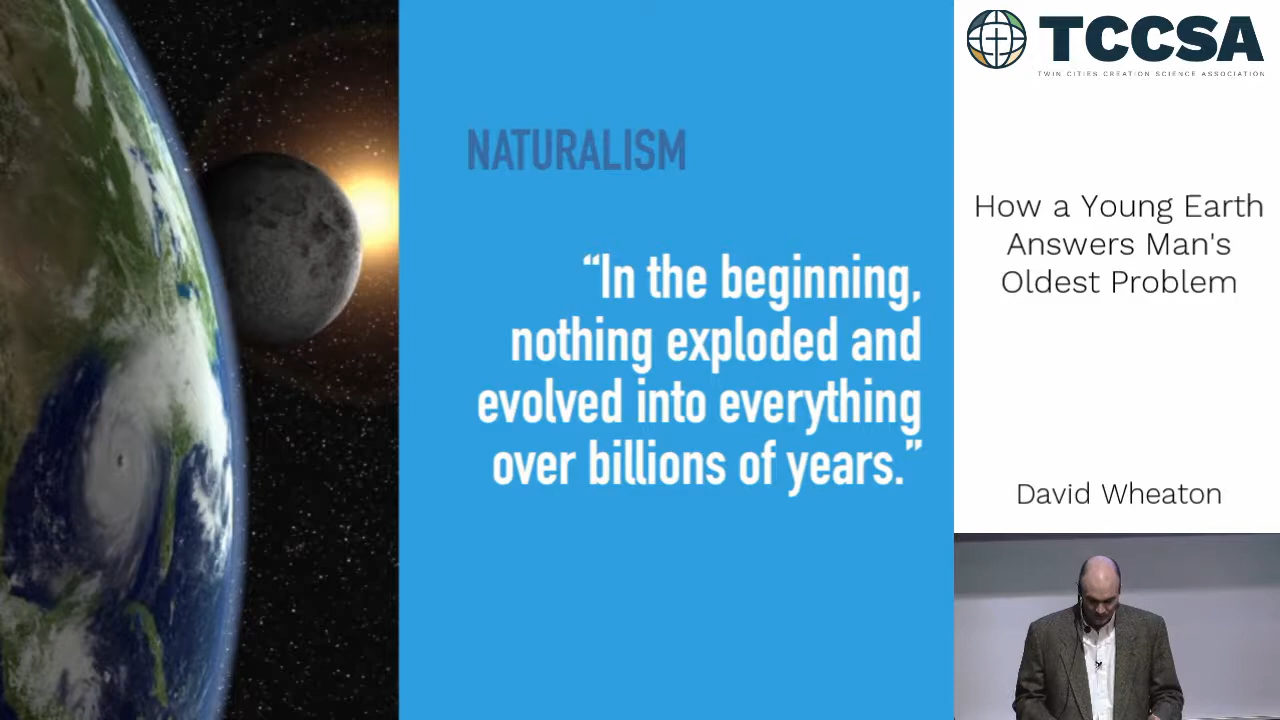 NATURALISM
“In the beginning,
nothing exploded and
evolved into everything
over billions of years.”
TCCSA
TWIN CITIES CREATION SCIENCE ASSOCIATION
How a Young Earth
Answers Man's
Oldest Problem
David Wheaton